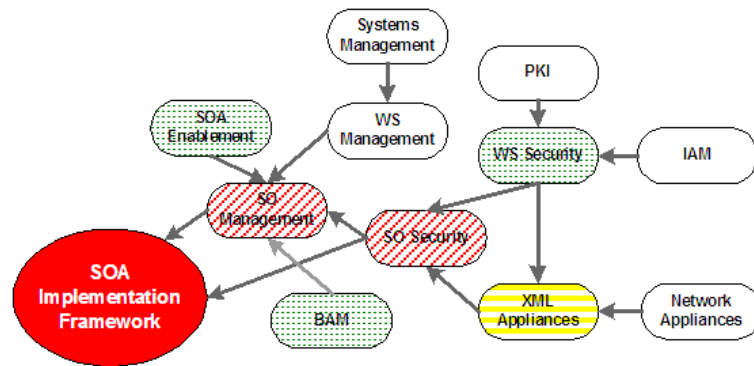 Systems
Management
PKI
SOA
Enablement
WS
Management
WS Security
IAM
SO
Management
SO Security
SOA
Implementation
Framework
BAM
XML
Appliances
Network
Appliances